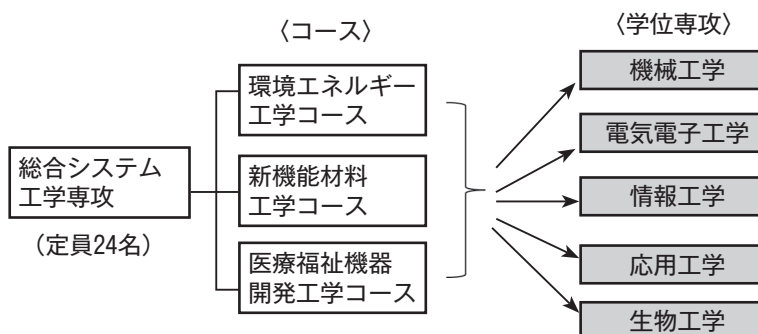 〈コース〉
〈学位専攻〉
総合システム
工学専攻
（定員24名）
環境エネルギー
工学コース
新機能材料
工学コース
医療福祉機器
開発工学コース
機械工学
電気電子工学
情報工学
応用工学
生物工学